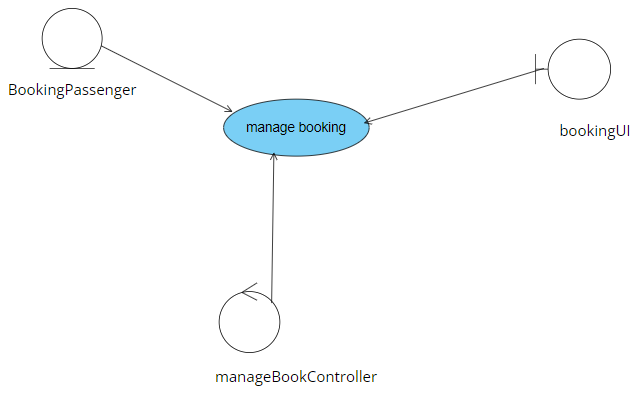 BookingPassenger
manage booking
bookingUI
manageBookController